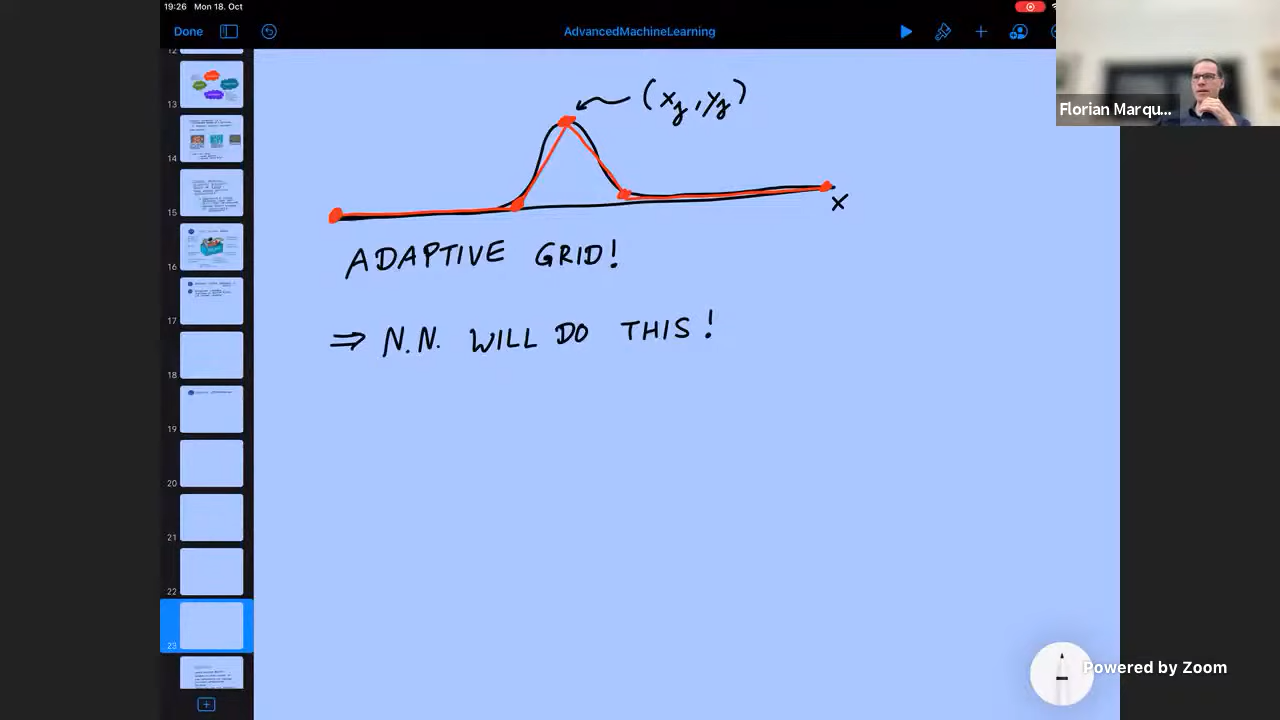 19:26 Mon 18. Oct
Done
AdvancedMachineLearning
Florian Marqu...
12
13
14
15
16
17
18
19
20
21
22
23
(xj, yj)
x
ADAPTIVE GRID!
⇒ N.N. WILL DO THIS!
Powered by Zoom